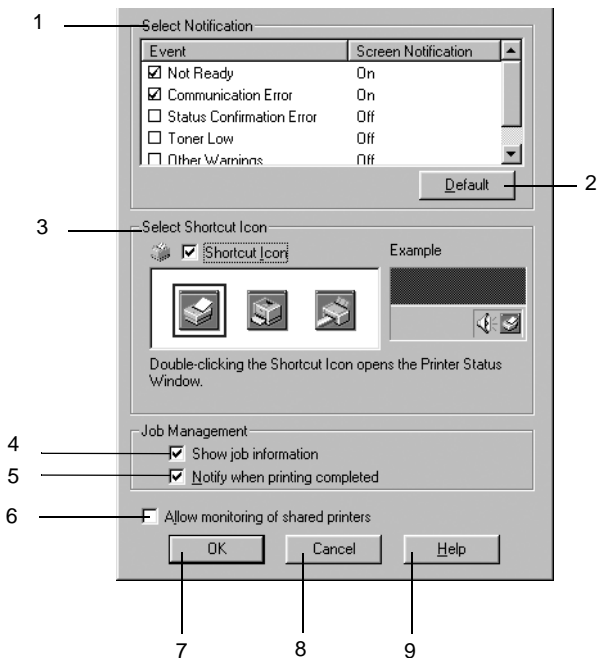 1
Select Notification
Event Screen Notification
Not Ready On
Communication Error On
Status Confirmation Error Off
Toner Low Off
Other Warnings Off
Default
2
3
Select Shortcut Icon
Shortcut Icon
Example
Double-clicking the Shortcut Icon opens the Printer Status
Window.
Job Management
4
Show job information
5
Notify when printing completed
6
Allow monitoring of shared printers
OK Cancel Help
7 8 9